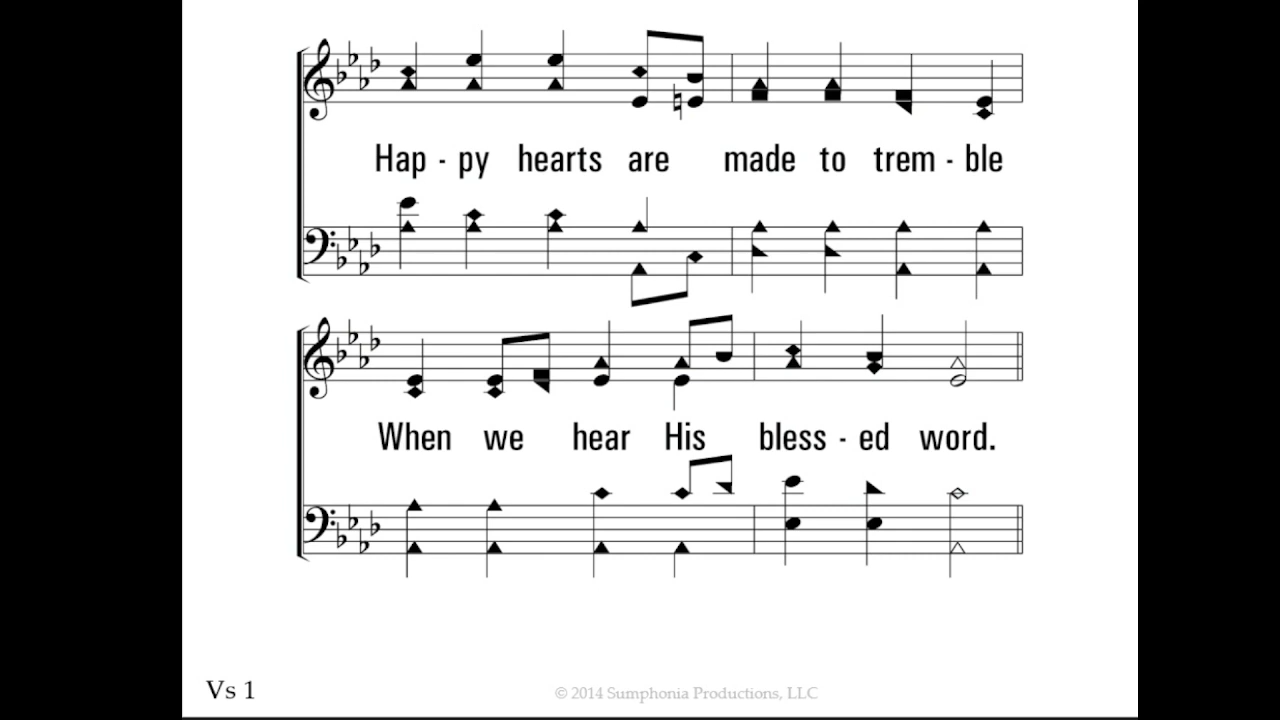 Hap - py hearts are made to trem - ble
When we hear His bless - ed word.
Vs 1 © 2014 Sumphonia Productions, LLC